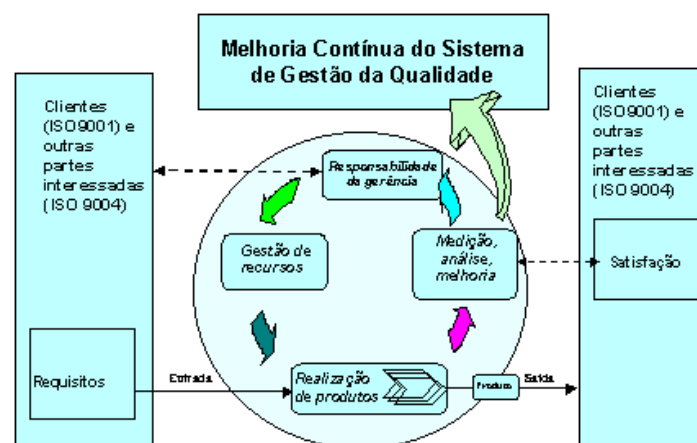 Melhoria Contínua do Sistema
de Gestão da Qualidade
Clientes
(ISO9001) e
outras
partes
interessadas
(ISO 9004)
Clientes
(ISO9001) e
outras
partes
interessadas
(ISO 9004)
Responsabilidade
da gerência
Gestão de
recursos
Medição,
análise,
melhoria
Satisfação
Requisitos
Entrada
Realização
de produtos
Produto
Saída